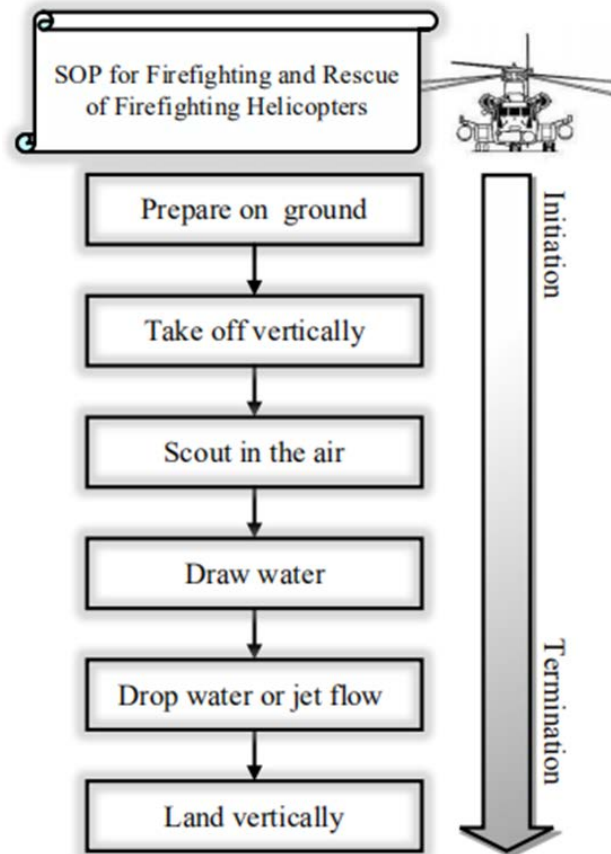 SOP for Firefighting and Rescue
of Firefighting Helicopters
Prepare on ground
Take off vertically
Scout in the air
Draw water
Drop water or jet flow
Land vertically
Initiation
Termination